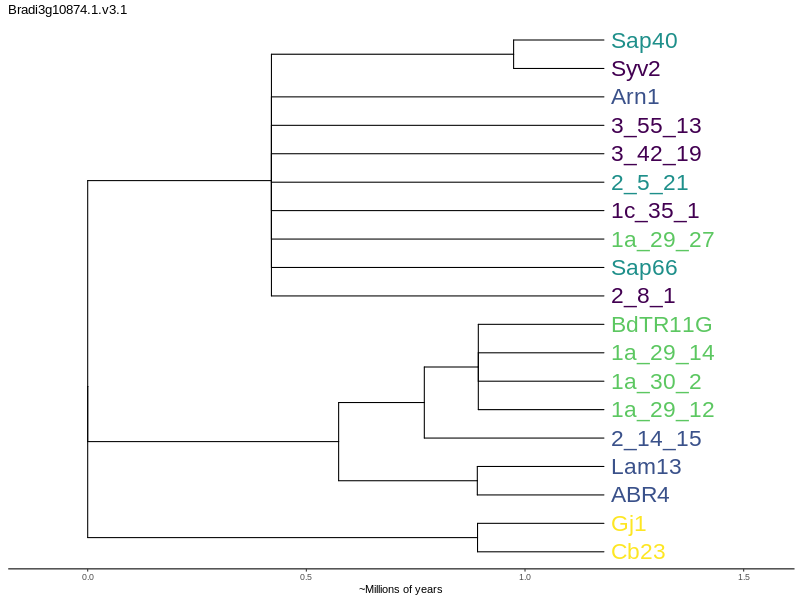 Bradi3g10874.1.v3.1
Sap40
Syv2
Arn1
3_55_13
3_42_19
2_5_21
1c_35_1
1a_29_27
Sap66
2_8_1
BdTR11G
1a_29_14
1a_30_2
1a_29_12
2_14_15
Lam13
ABR4
Gj1
Cb23
0.0 0.5 1.0 1.5
~Millions of years